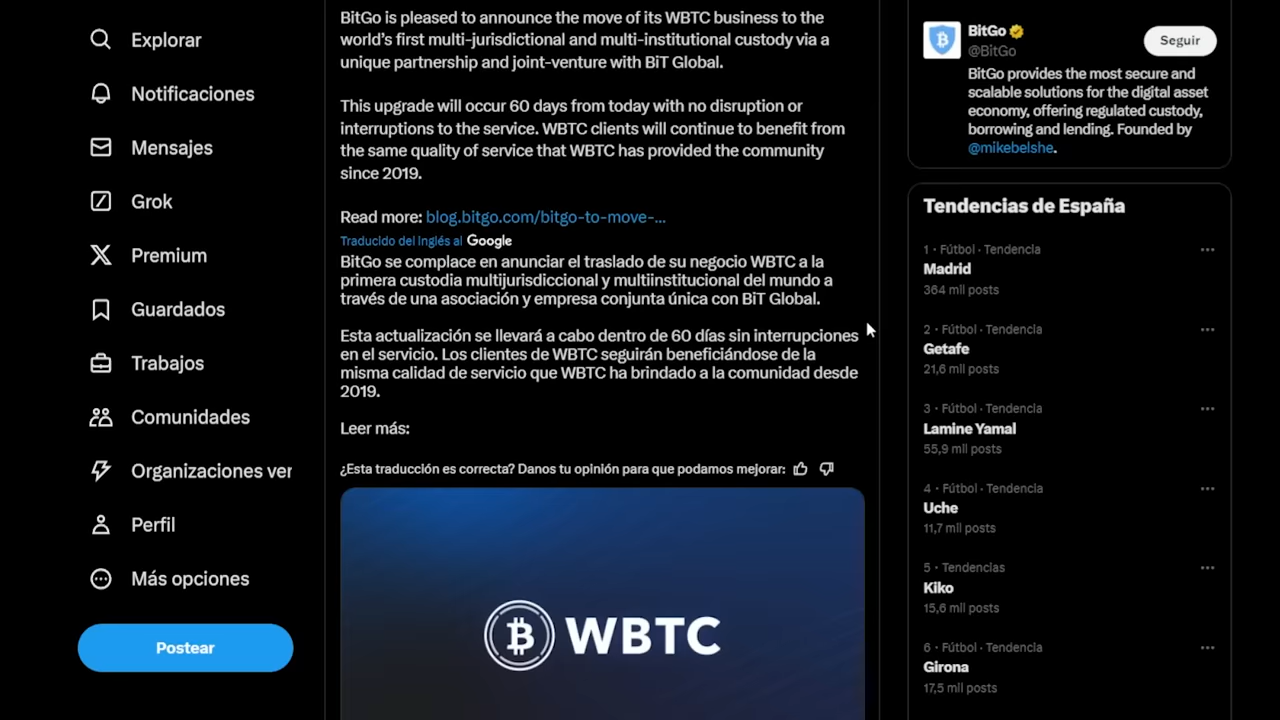 Explorar
Notificaciones
Mensajes
Grok
Premium
Guardados
Trabajos
Comunidades
Organizaciones ver
Perfil
Más opciones
Postear
BitGo is pleased to announce the move of its WBTC business to the
world’s first multi-jurisdictional and multi-institutional custody via a
unique partnership and joint-venture with BiT Global.
This upgrade will occur 60 days from today with no disruption or
interruptions to the service. WBTC clients will continue to benefit from
the same quality of service that WBTC has provided the community
since 2019.
Read more: blog.bitgo.com/bitgo-to-move-...
Traducido del inglés al Google
BitGo se complace en anunciar el traslado de su negocio WBTC a la
primera custodia multijurisdiccional y multiinstitucional del mundo a
través de una asociación y empresa conjunta única con BiT Global.
Esta actualización se llevará a cabo dentro de 60 días sin interrupciones
en el servicio. Los clientes de WBTC seguirán beneficiándose de la
misma calidad de servicio que WBTC ha brindado a la comunidad desde
2019.
Leer más:
¿Esta traducción es correcta? Danos tu opinión para que podamos mejorar:
WBTC
BitGo
@BitGo
Seguir
BitGo provides the most secure and
scalable solutions for the digital asset
economy, offering regulated custody,
borrowing and lending. Founded by
@mikebelshe.
Tendencias de España
1 · Fútbol · Tendencia
Madrid
364 mil posts
2 · Fútbol · Tendencia
Getafe
21,6 mil posts
3 · Fútbol · Tendencia
Lamine Yamal
55,9 mil posts
4 · Fútbol · Tendencia
Uche
11,7 mil posts
5 · Tendencias
Kiko
15,6 mil posts
6 · Fútbol · Tendencia
Girona
17,5 mil posts